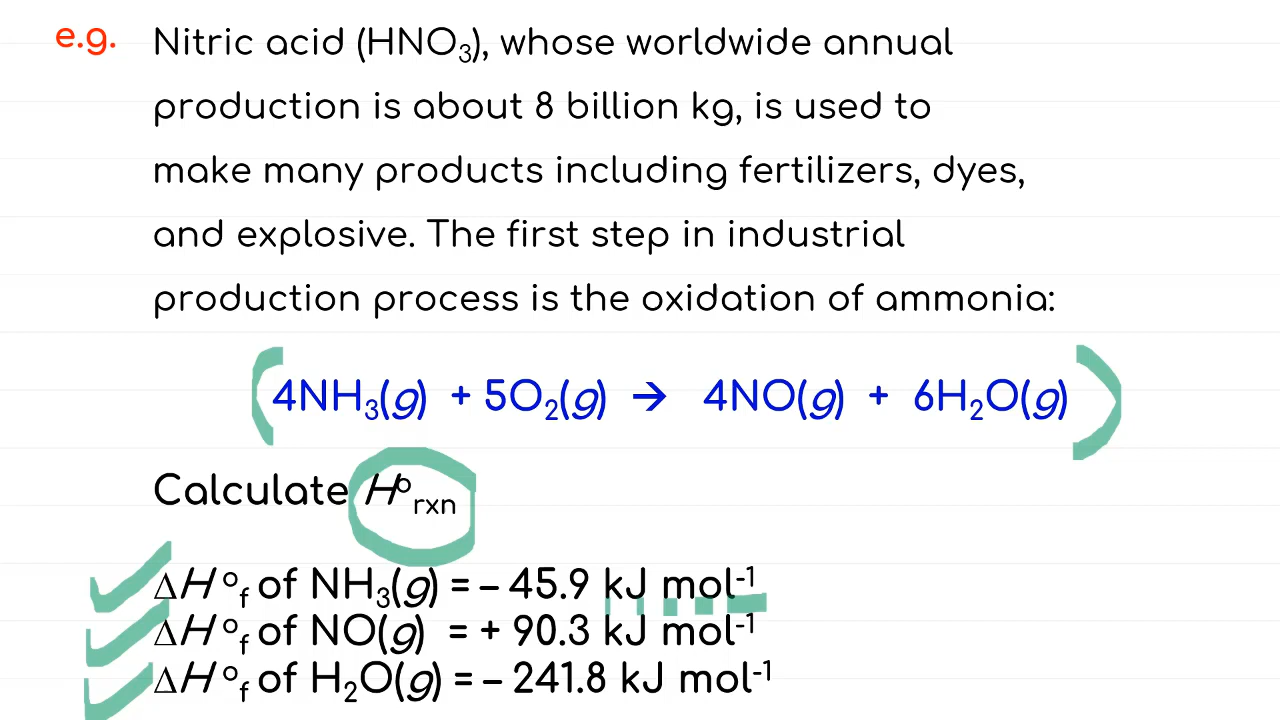 e.g. Nitric acid (HNO₃), whose worldwide annual
production is about 8 billion kg, is used to
make many products including fertilizers, dyes,
and explosive. The first step in industrial
production process is the oxidation of ammonia:
4NH₃(g) + 5O₂(g) → 4NO(g) + 6H₂O(g)
Calculate H°rxn
ΔH°f of NH₃(g) = – 45.9 kJ mol⁻¹
ΔH°f of NO(g) = + 90.3 kJ mol⁻¹
ΔH°f of H₂O(g) = – 241.8 kJ mol⁻¹